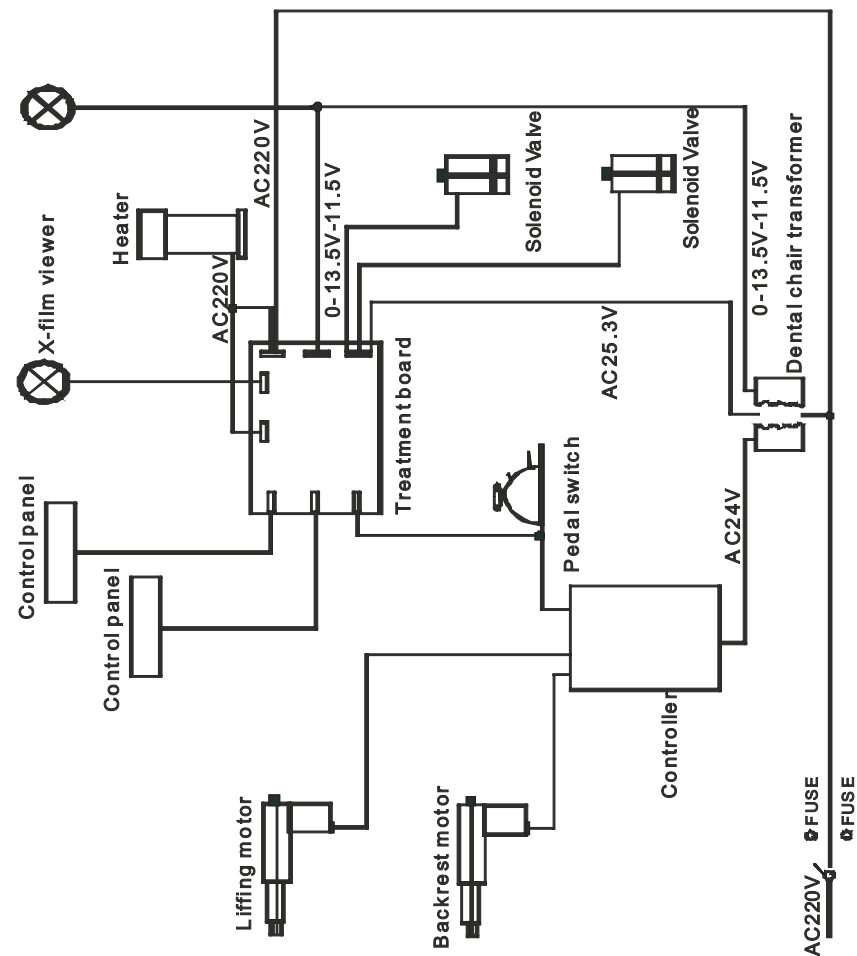 X-film viewer
Heater
AC220V
AC220V
0-13.5V-11.5V
Solenoid Valve
Solenoid Valve
0-13.5V-11.5V
Dental chair transformer
AC25.3V
Treatment board
Control panel
Control panel
Pedal switch
AC24V
Controller
Liffing motor
Backrest motor
FUSE
FUSE
AC220V